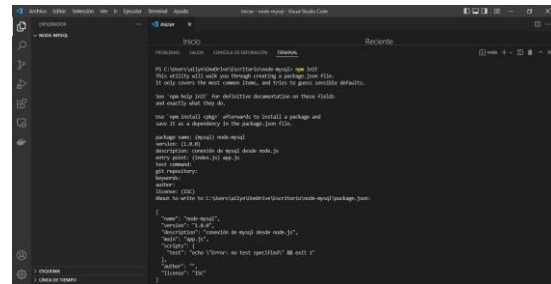 Archivo Editar Selección Ver Ir Ejecutar Terminal Ayuda
Iniciar - node-mysql - Visual Studio Code
EXPLORADOR
NODE-MYSQL
Iniciar
Inicio
Reciente
PROBLEMAS SALIDA CONSOLA DE DEPURACIÓN TERMINAL
node
PS C:\Users\allyn\OneDrive\Escritorio\node-mysql> npm init
This utility will walk you through creating a package.json file.
It only covers the most common items, and tries to guess sensible defaults.
See `npm help init` for definitive documentation on these fields
and exactly what they do.
Use `npm install <pkg>` afterwards to install a package and
save it as a dependency in the package.json file.
package name: (mysql) node-mysql
version: (1.0.0)
description: conexión de mysql desde node.js
entry point: (index.js) app.js
test command:
git repository:
keywords:
author:
license: (ISC)
About to write to C:\Users\allyn\OneDrive\Escritorio\node-mysql\package.json:
{
"name": "node-mysql",
"version": "1.0.0",
"description": "conexión de mysql desde node.js",
"main": "app.js",
"scripts": {
"test": "echo \"Error: no test specified\" && exit 1"
},
"author": "",
"license": "ISC"
}
ESQUEMA
LÍNEA DE TIEMPO